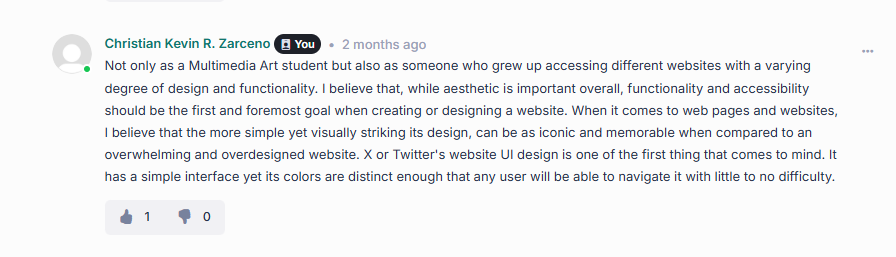 Christian Kevin R. Zarceno You • 2 months ago
Not only as a Multimedia Art student but also as someone who grew up accessing different websites with a varying
degree of design and functionality. I believe that, while aesthetic is important overall, functionality and accessibility
should be the first and foremost goal when creating or designing a website. When it comes to web pages and websites,
I believe that the more simple yet visually striking its design, can be as iconic and memorable when compared to an
overwhelming and overdesigned website. X or Twitter's website UI design is one of the first thing that comes to mind. It
has a simple interface yet its colors are distinct enough that any user will be able to navigate it with little to no difficulty.
1 0